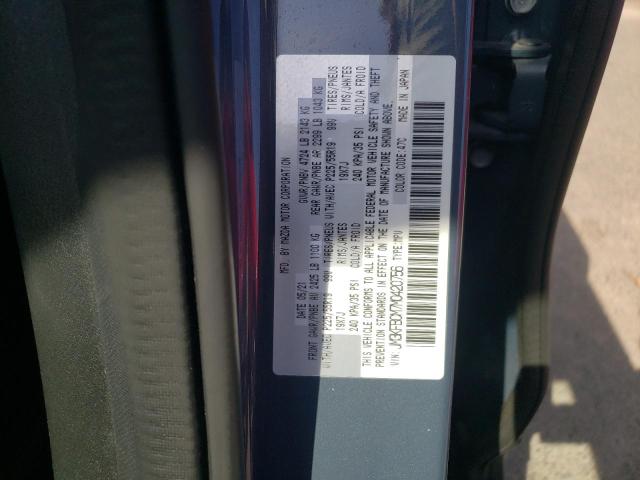 MFD. BY MAZDA MOTOR CORPORATION
DATE 05/21 GVWR/PNBV 4724 LB 2143 KG
FRONT GAWR/PNBE AV 2425 LB 1100 KG REAR GAWR/PNBE AR 2299 LB 1043 KG
WITH/AVEC P225/55R19 99V TIRES/PNEUS WITH/AVEC P225/55R19 99V TIRES/PNEUS
19X7J RIMS/JANTES 19X7J RIMS/JANTES
240 KPA/35 PSI COLD/A FROID 240 KPA/35 PSI COLD/A FROID
THIS VEHICLE CONFORMS TO ALL APPLICABLE FEDERAL MOTOR VEHICLE SAFETY AND THEFT
PREVENTION STANDARDS IN EFFECT ON THE DATE OF MANUFACTURE SHOWN ABOVE.
VIN: TYPE:MPV COLOR CODE:47C MADE IN JAPAN